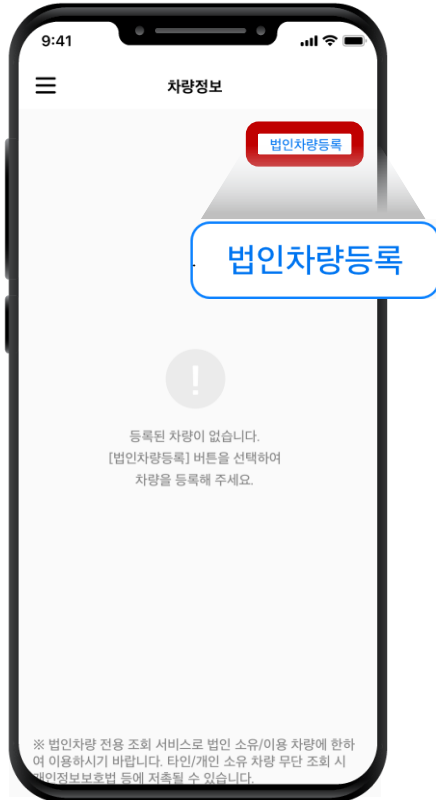 9:41
차량정보
법인차량등록
법인차량등록
등록된 차량이 없습니다.
[법인차량등록] 버튼을 선택하여
차량을 등록해 주세요.
※ 법인차량 전용 조회 서비스로 법인 소유/이용 차량에 한하
여 이용하시기 바랍니다. 타인/개인 소유 차량 무단 조회 시
개인정보보호법 등에 저촉될 수 있습니다.